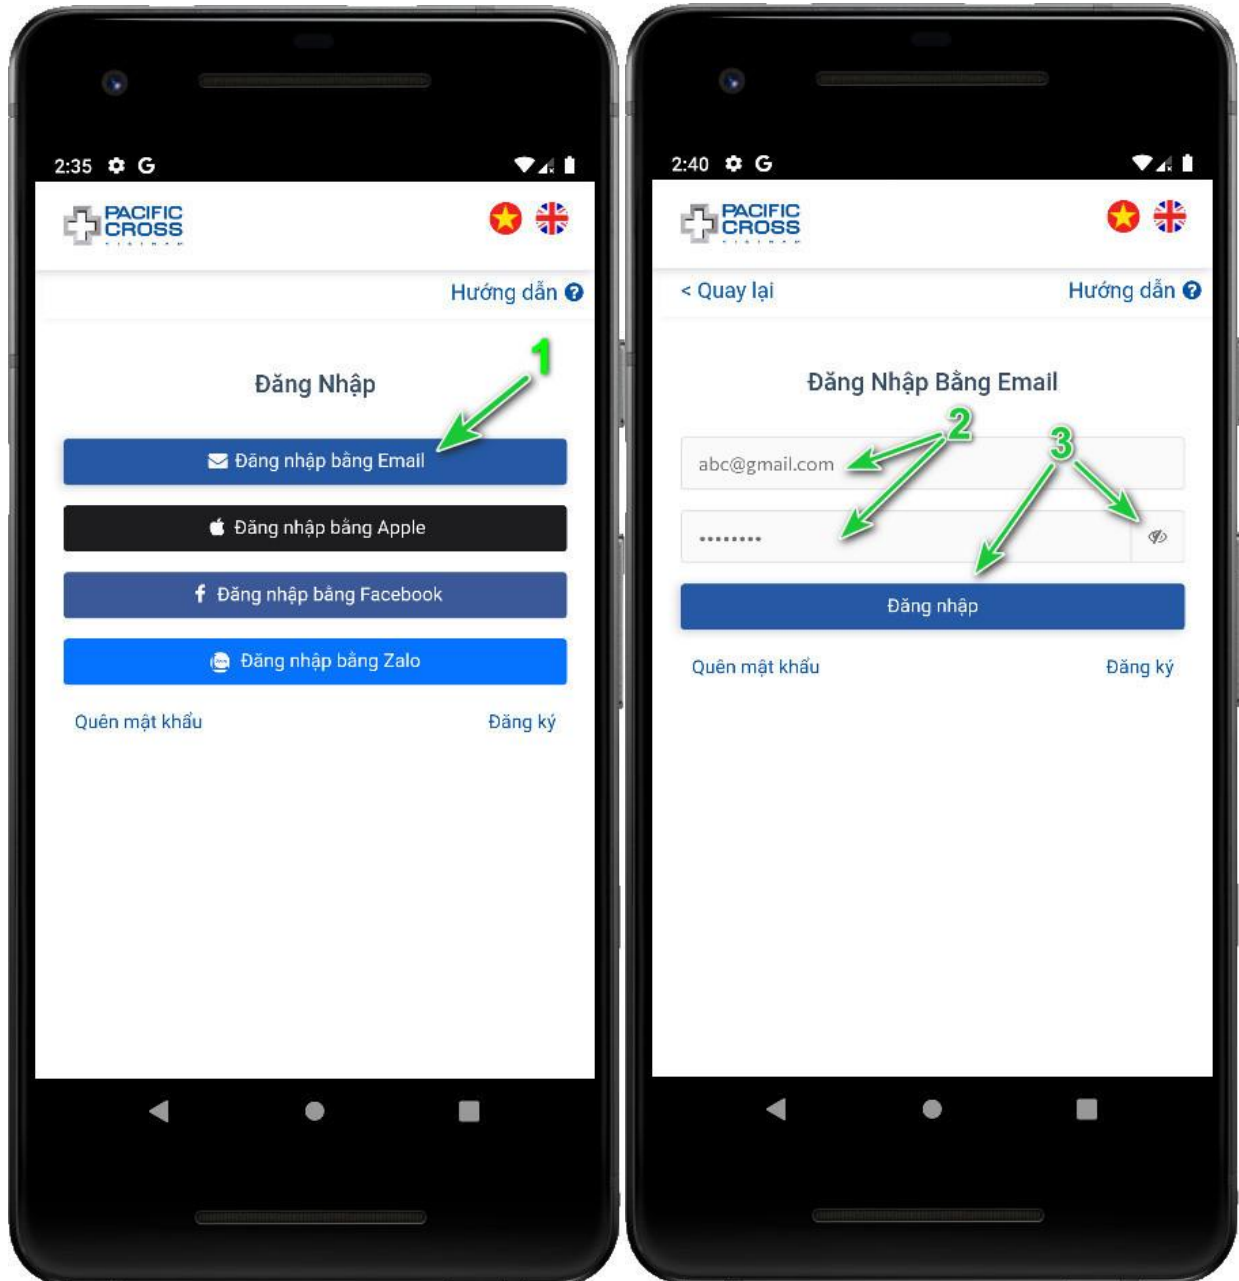 2:35 G
PACIFIC
CROSS
VIETNAM
Hướng dẫn ?
1
Đăng Nhập
Đăng nhập bằng Email
Đăng nhập bằng Apple
f Đăng nhập bằng Facebook
Đăng nhập bằng Zalo
Quên mật khẩu Đăng ký
2:40 G
PACIFIC
CROSS
VIETNAM
< Quay lại Hướng dẫn ?
Đăng Nhập Bằng Email
2
3
abc@gmail.com
••••••••
Đăng nhập
Quên mật khẩu Đăng ký